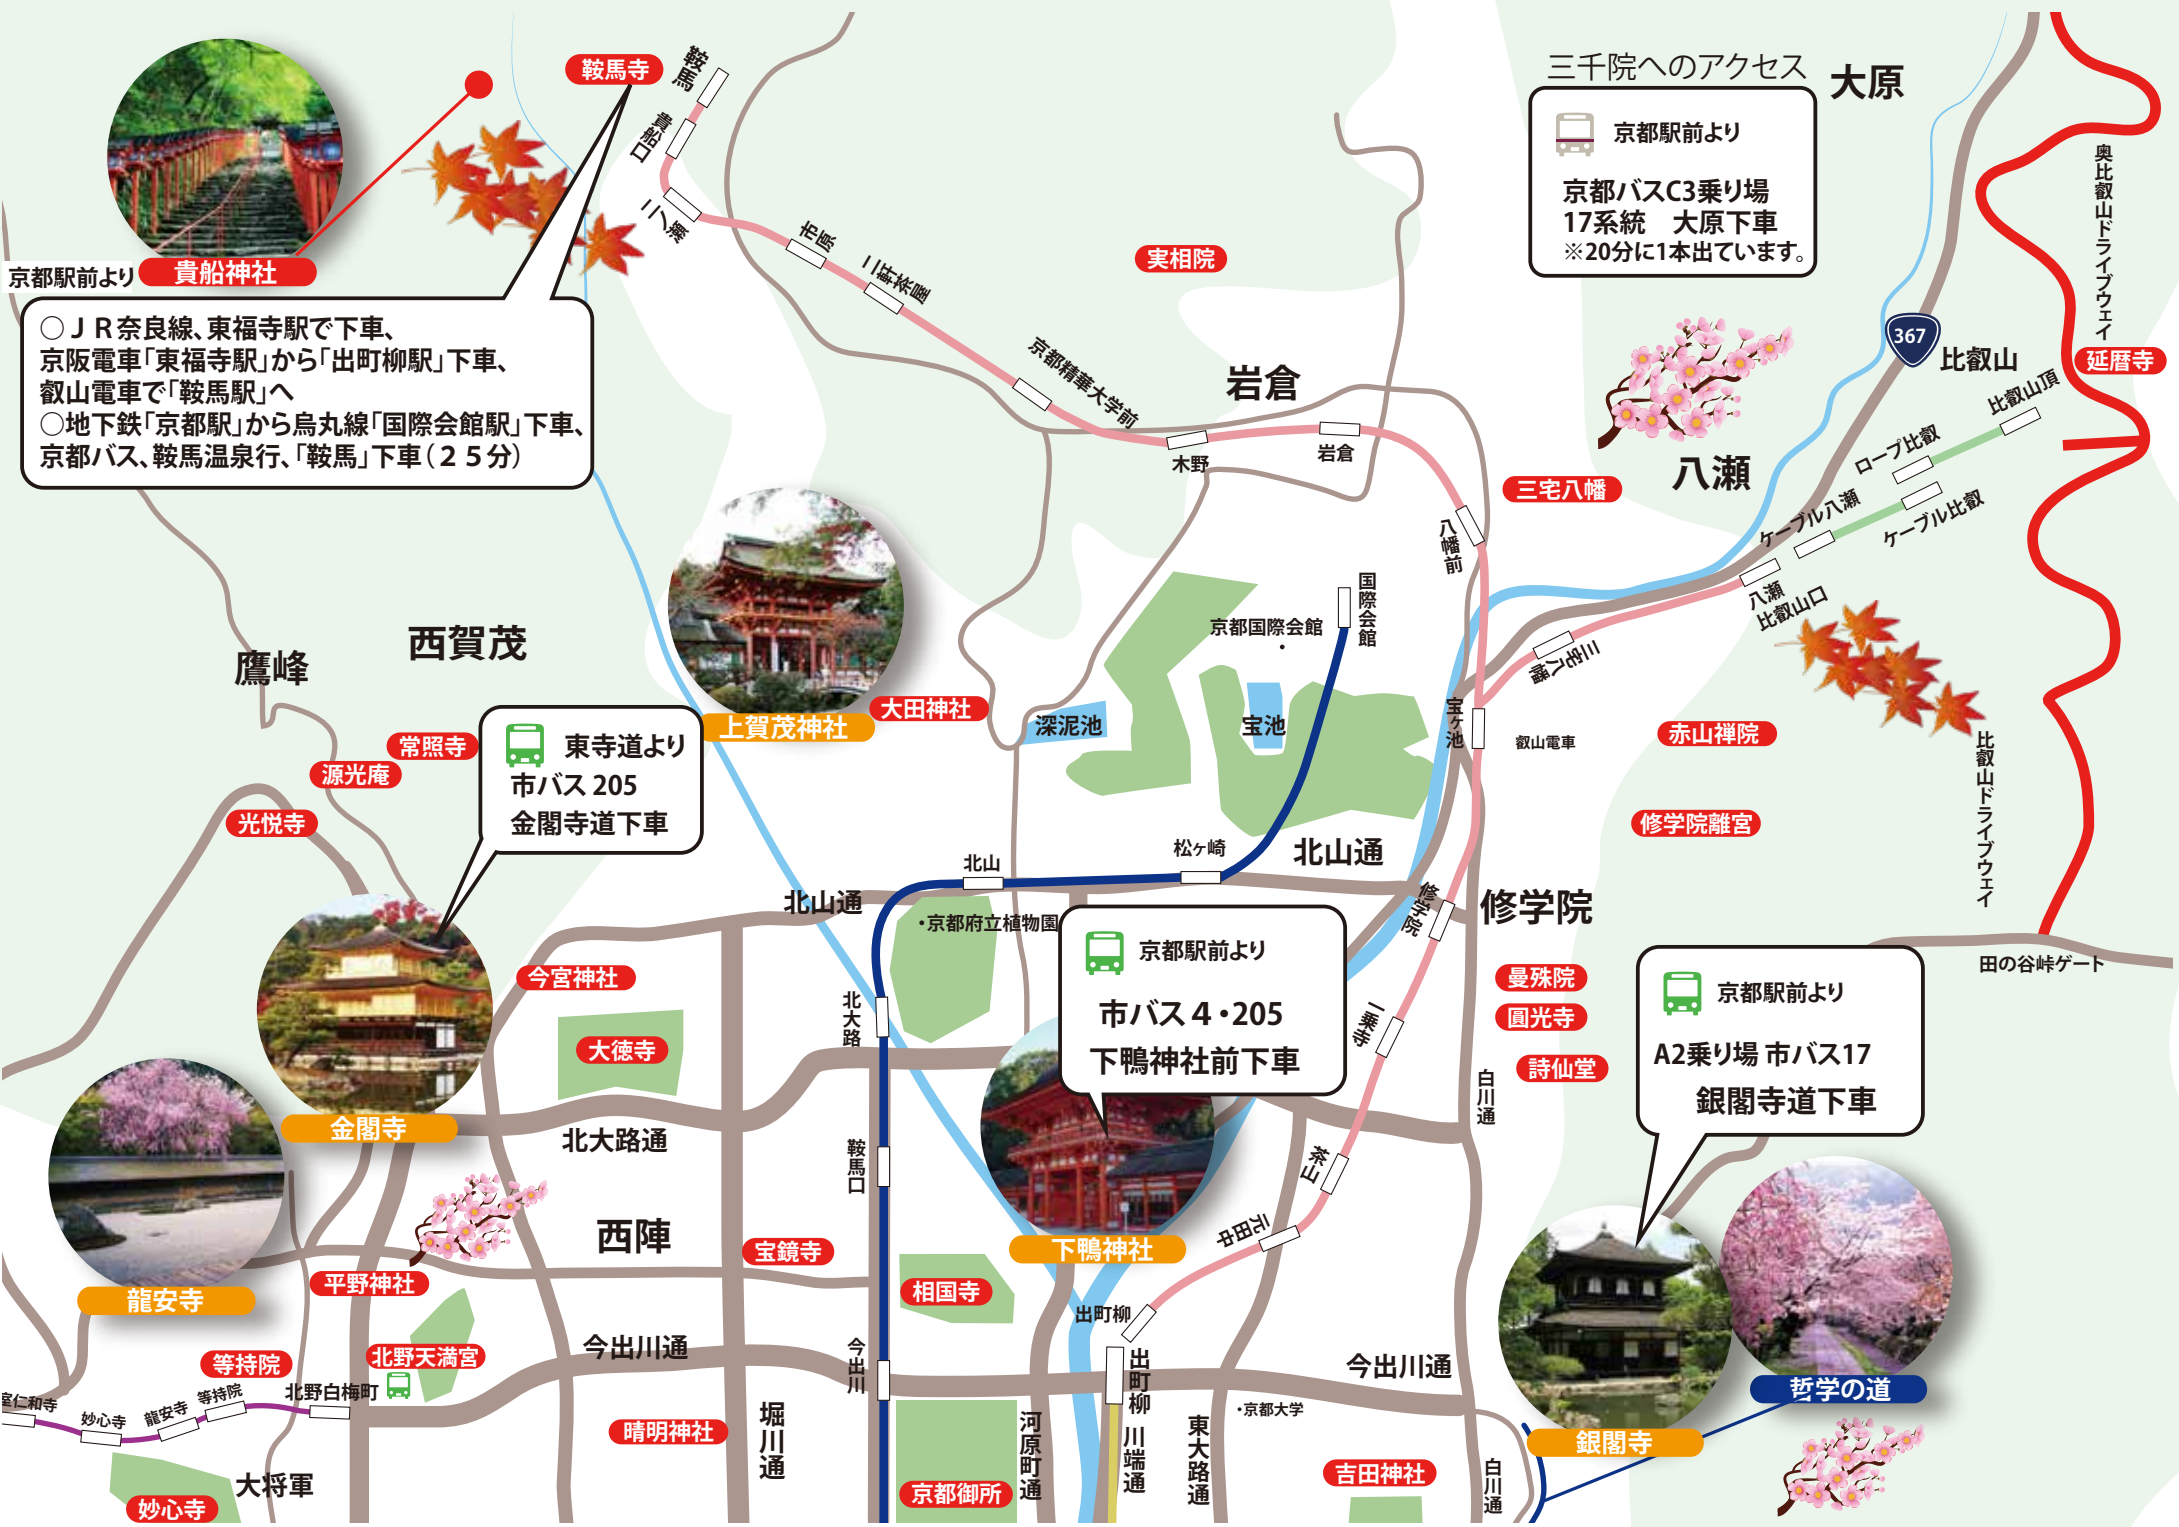 鞍馬寺
鞍馬
貴船口
二ノ瀬
市原
二軒茶屋
京都精華大学前
木野
岩倉
岩倉
実相院
三千院へのアクセス
大原
京都駅前より
京都バスC3乗り場
17系統 大原下車
※20分に1本出ています。
奥比叡山ドライブウェイ
367
比叡山
延暦寺
比叡山頂
ロープ比叡
ケーブル八瀬
ケーブル比叡
八瀬
三宅八幡
八幡前
八瀬
比叡山口
三宅八幡
京都駅前より
貴船神社
○ＪＲ奈良線、東福寺駅で下車、
京阪電車「東福寺駅」から「出町柳駅」下車、
叡山電車で「鞍馬駅」へ
○地下鉄「京都駅」から烏丸線「国際会館駅」下車、
京都バス、鞍馬温泉行、「鞍馬」下車（２５分）
西賀茂
鷹峰
常照寺
源光庵
光悦寺
東寺道より
市バス 205
金閣寺道下車
上賀茂神社
大田神社
深泥池
宝池
京都国際会館
・
国際会館
宝ヶ池
叡山電車
赤山禅院
修学院離宮
比叡山ドライブウェイ
田の谷峠ゲート
北山
松ヶ崎
北山通
北山通
・京都府立植物園
修学院
修学院
曼殊院
圓光寺
詩仙堂
一乗寺
白川通
京都駅前より
市バス４・205
下鴨神社前下車
京都駅前より
A2乗り場 市バス17
銀閣寺道下車
今宮神社
大徳寺
北大路
金閣寺
北大路通
鞍馬口
茶山
元田中
下鴨神社
西陣
宝鏡寺
相国寺
龍安寺
平野神社
北野天満宮
等持院
北野白梅町
等持院
龍安寺
妙心寺
室仁和寺
妙心寺
大将軍
今出川通
今出川
出町柳
出町柳
今出川通
・京都大学
晴明神社
堀川通
京都御所
河原町通
川端通
東大路通
吉田神社
白川通
銀閣寺
哲学の道